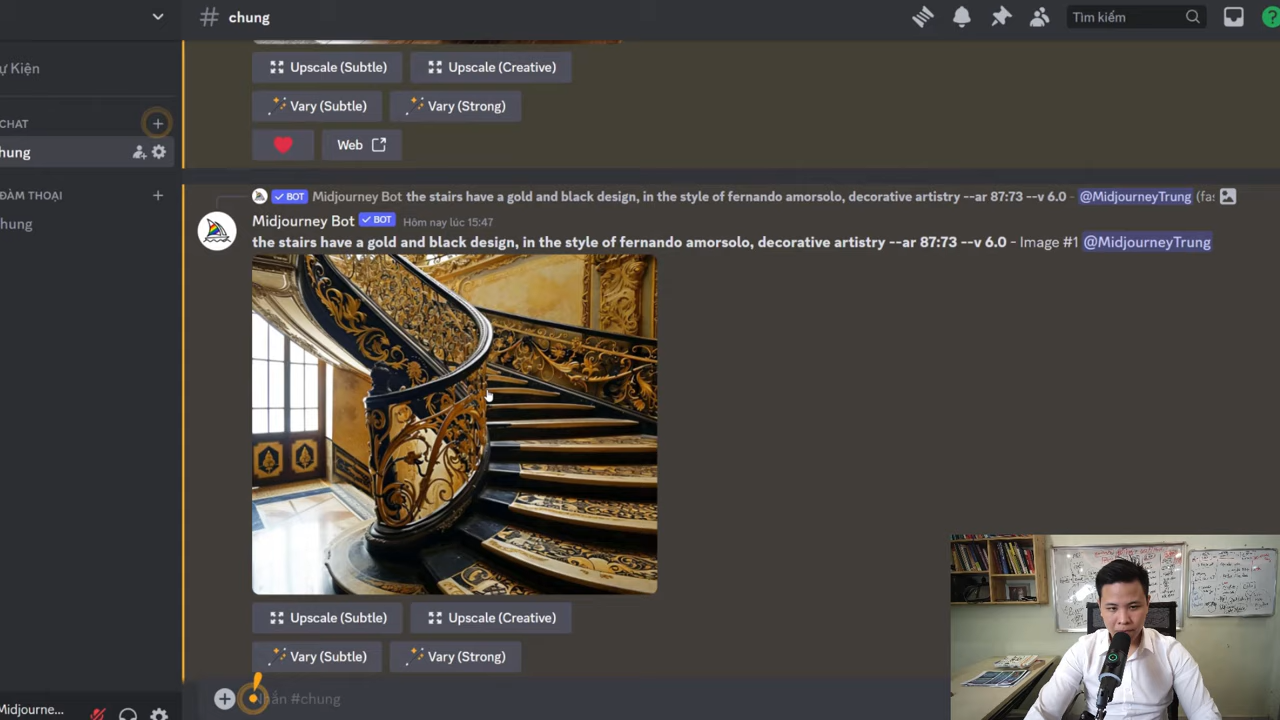 chung
Tìm kiếm
ự Kiện
CHAT
hung
ĐÀM THOẠI
hung
Upscale (Subtle)
Upscale (Creative)
Vary (Subtle)
Vary (Strong)
Web
BOT Midjourney Bot the stairs have a gold and black design, in the style of fernando amorsolo, decorative artistry --ar 87:73 --v 6.0 - @MidjourneyTrung (fas
Midjourney Bot BOT Hôm nay lúc 15:47
the stairs have a gold and black design, in the style of fernando amorsolo, decorative artistry --ar 87:73 --v 6.0 - Image #1 @MidjourneyTrung
Upscale (Subtle)
Upscale (Creative)
Vary (Subtle)
Vary (Strong)
Nhắn #chung
Midjourne...